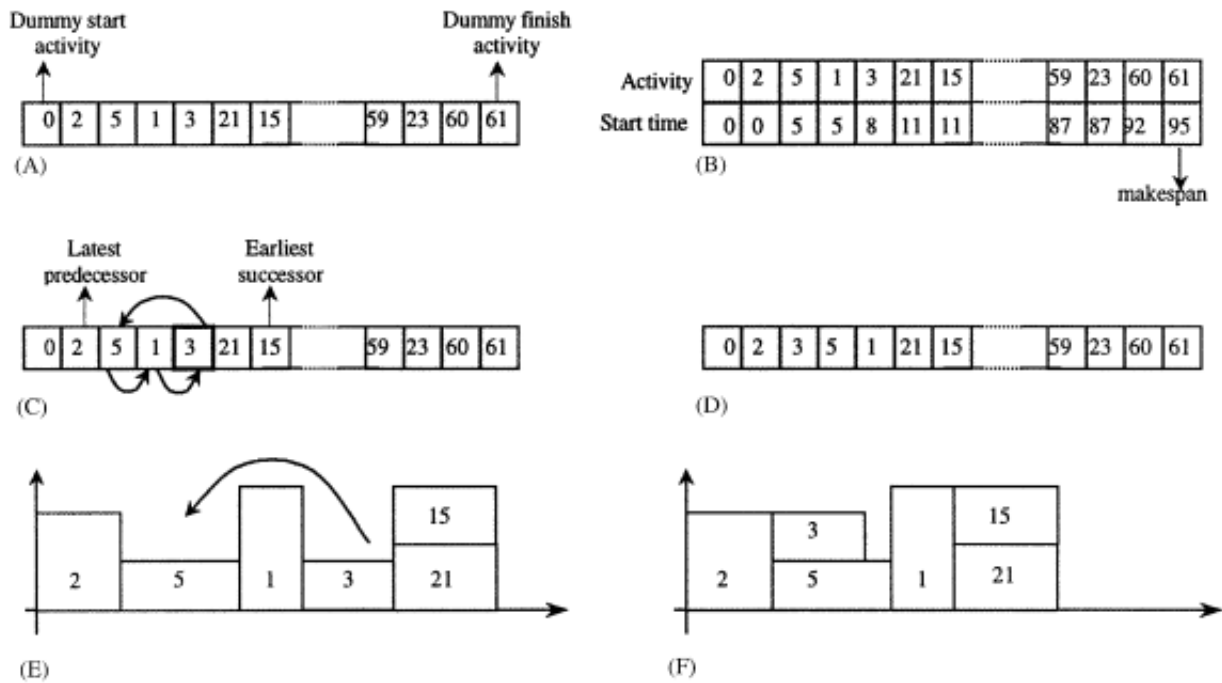 Dummy start
activity
Dummy finish
activity
0 2 5 1 3 21 15 59 23 60 61
(A)
Activity 0 2 5 1 3 21 15 59 23 60 61
Start time 0 0 5 5 8 11 11 87 87 92 95
(B)
makespan
Latest
predecessor
Earliest
successor
0 2 5 1 3 21 15 59 23 60 61
(C)
0 2 3 5 1 21 15 59 23 60 61
(D)
15
2 5 1 3 21
(E)
3 15
2 5 1 21
(F)